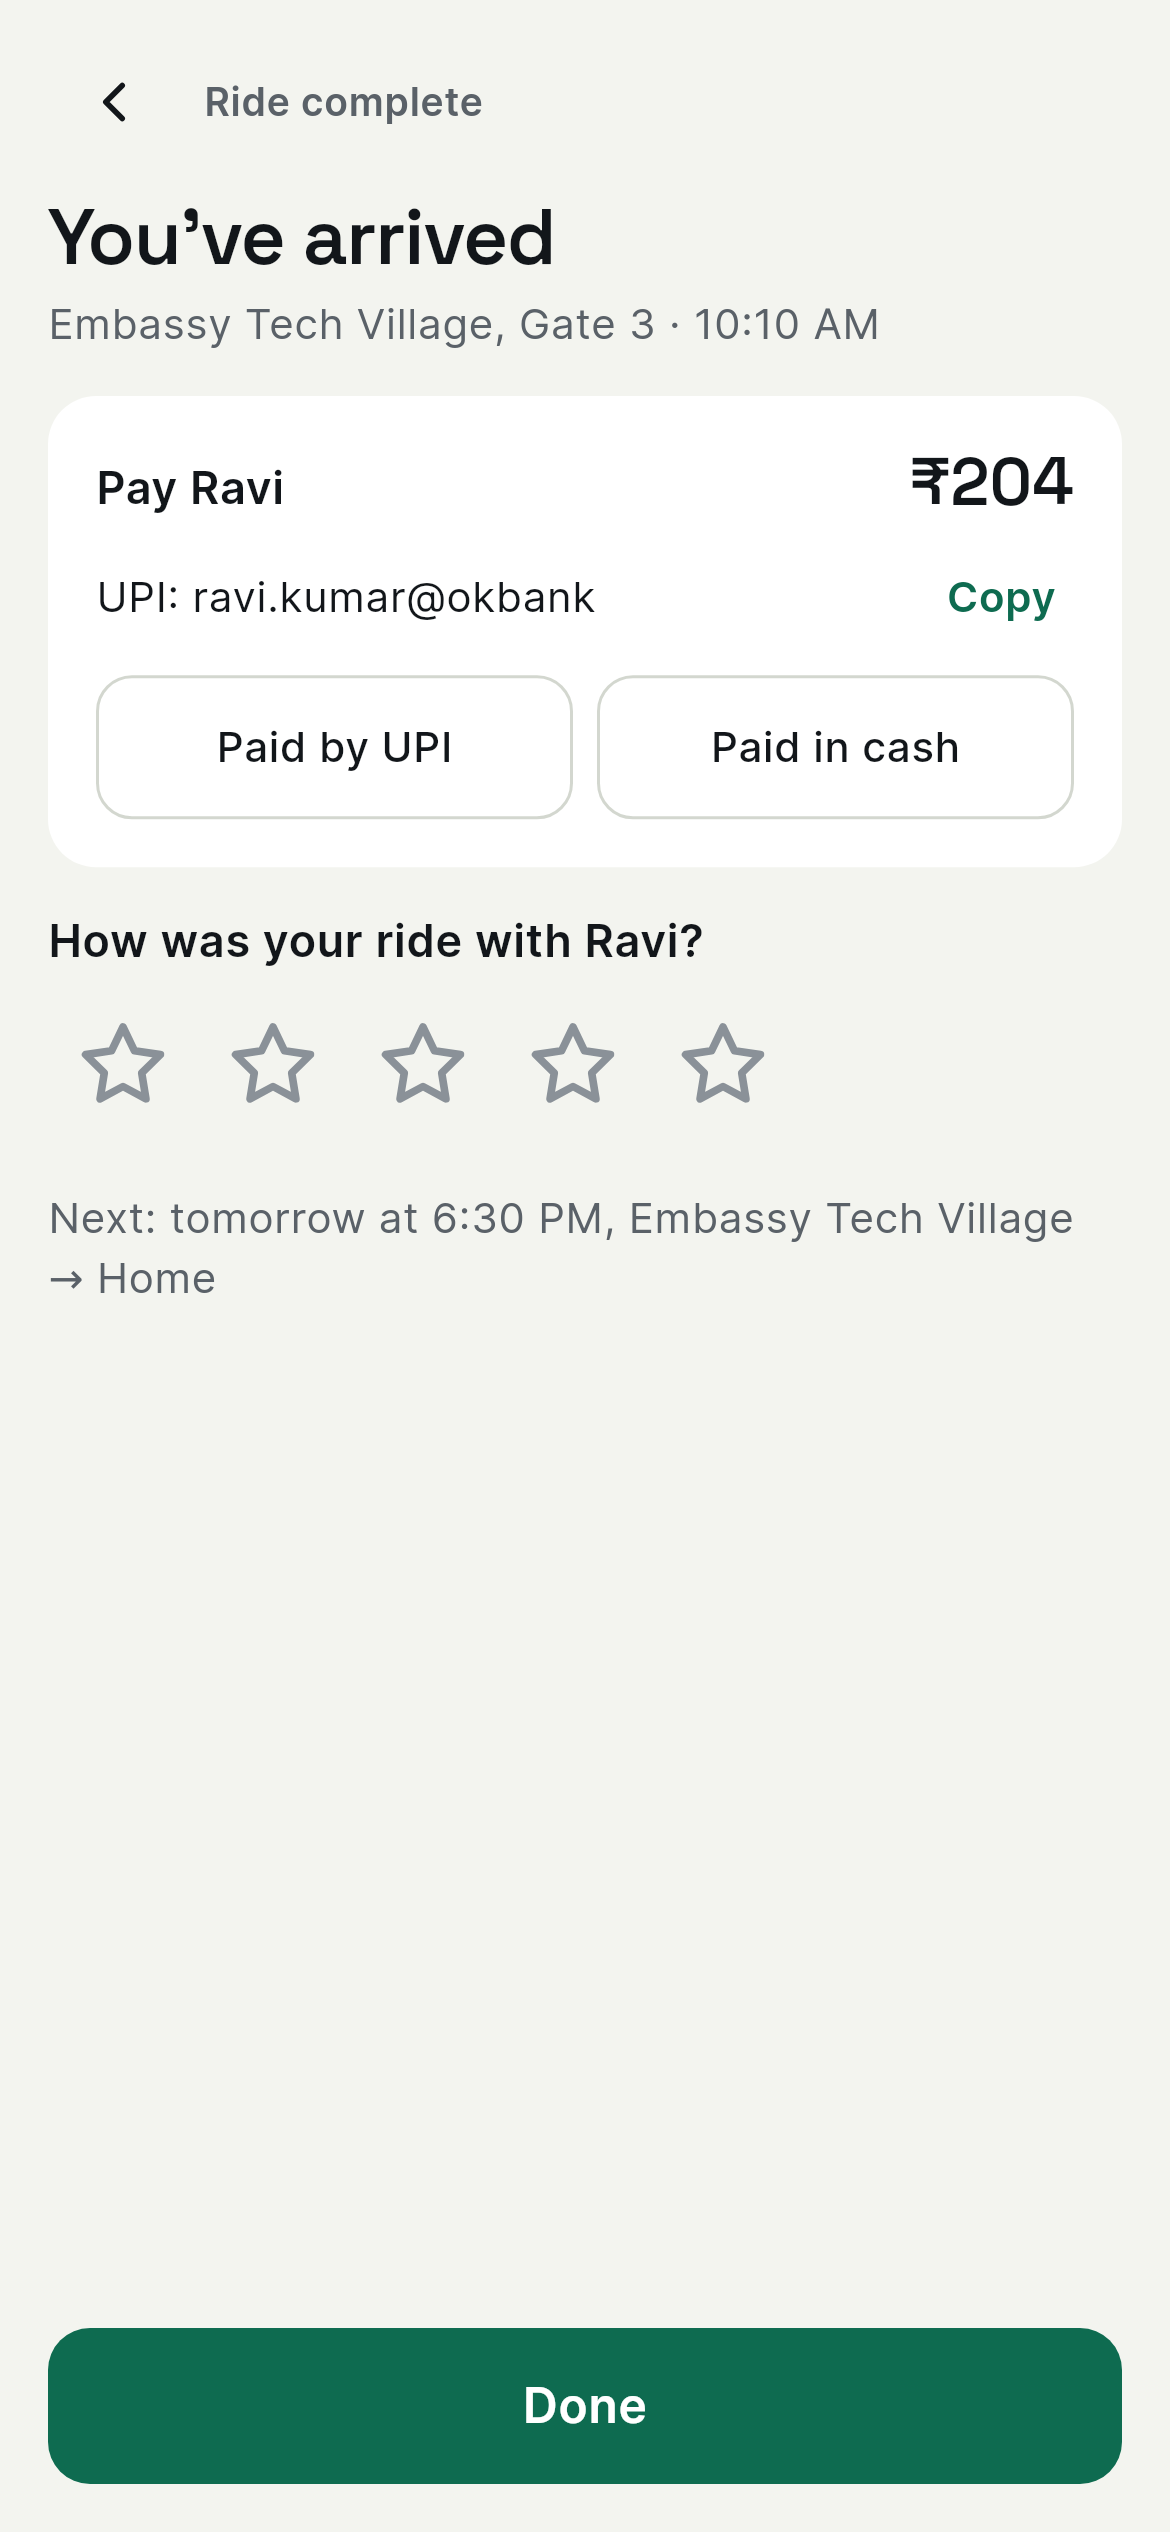 Ride complete
You’ve arrived
Embassy Tech Village, Gate 3 · 10:10 AM
Pay Ravi
₹204
UPI: ravi.kumar@okbank
Copy
Paid by UPI
Paid in cash
How was your ride with Ravi?
Next: tomorrow at 6:30 PM, Embassy Tech Village
→ Home
Done